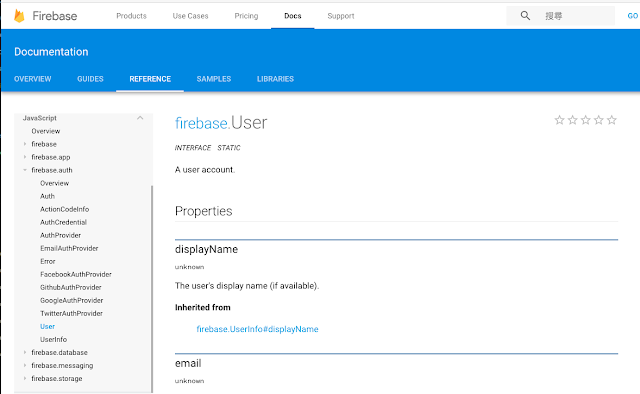 Firebase
Products
Use Cases
Pricing
Docs
Support
搜尋
GO
Documentation
OVERVIEW
GUIDES
REFERENCE
SAMPLES
LIBRARIES
JavaScript
Overview
firebase
firebase.app
firebase.auth
Overview
Auth
ActionCodeInfo
AuthCredential
AuthProvider
EmailAuthProvider
Error
FacebookAuthProvider
GithubAuthProvider
GoogleAuthProvider
TwitterAuthProvider
User
UserInfo
firebase.database
firebase.messaging
firebase.storage
firebase.User
INTERFACE STATIC
A user account.
Properties
displayName
unknown
The user's display name (if available).
Inherited from
firebase.UserInfo#displayName
email
unknown